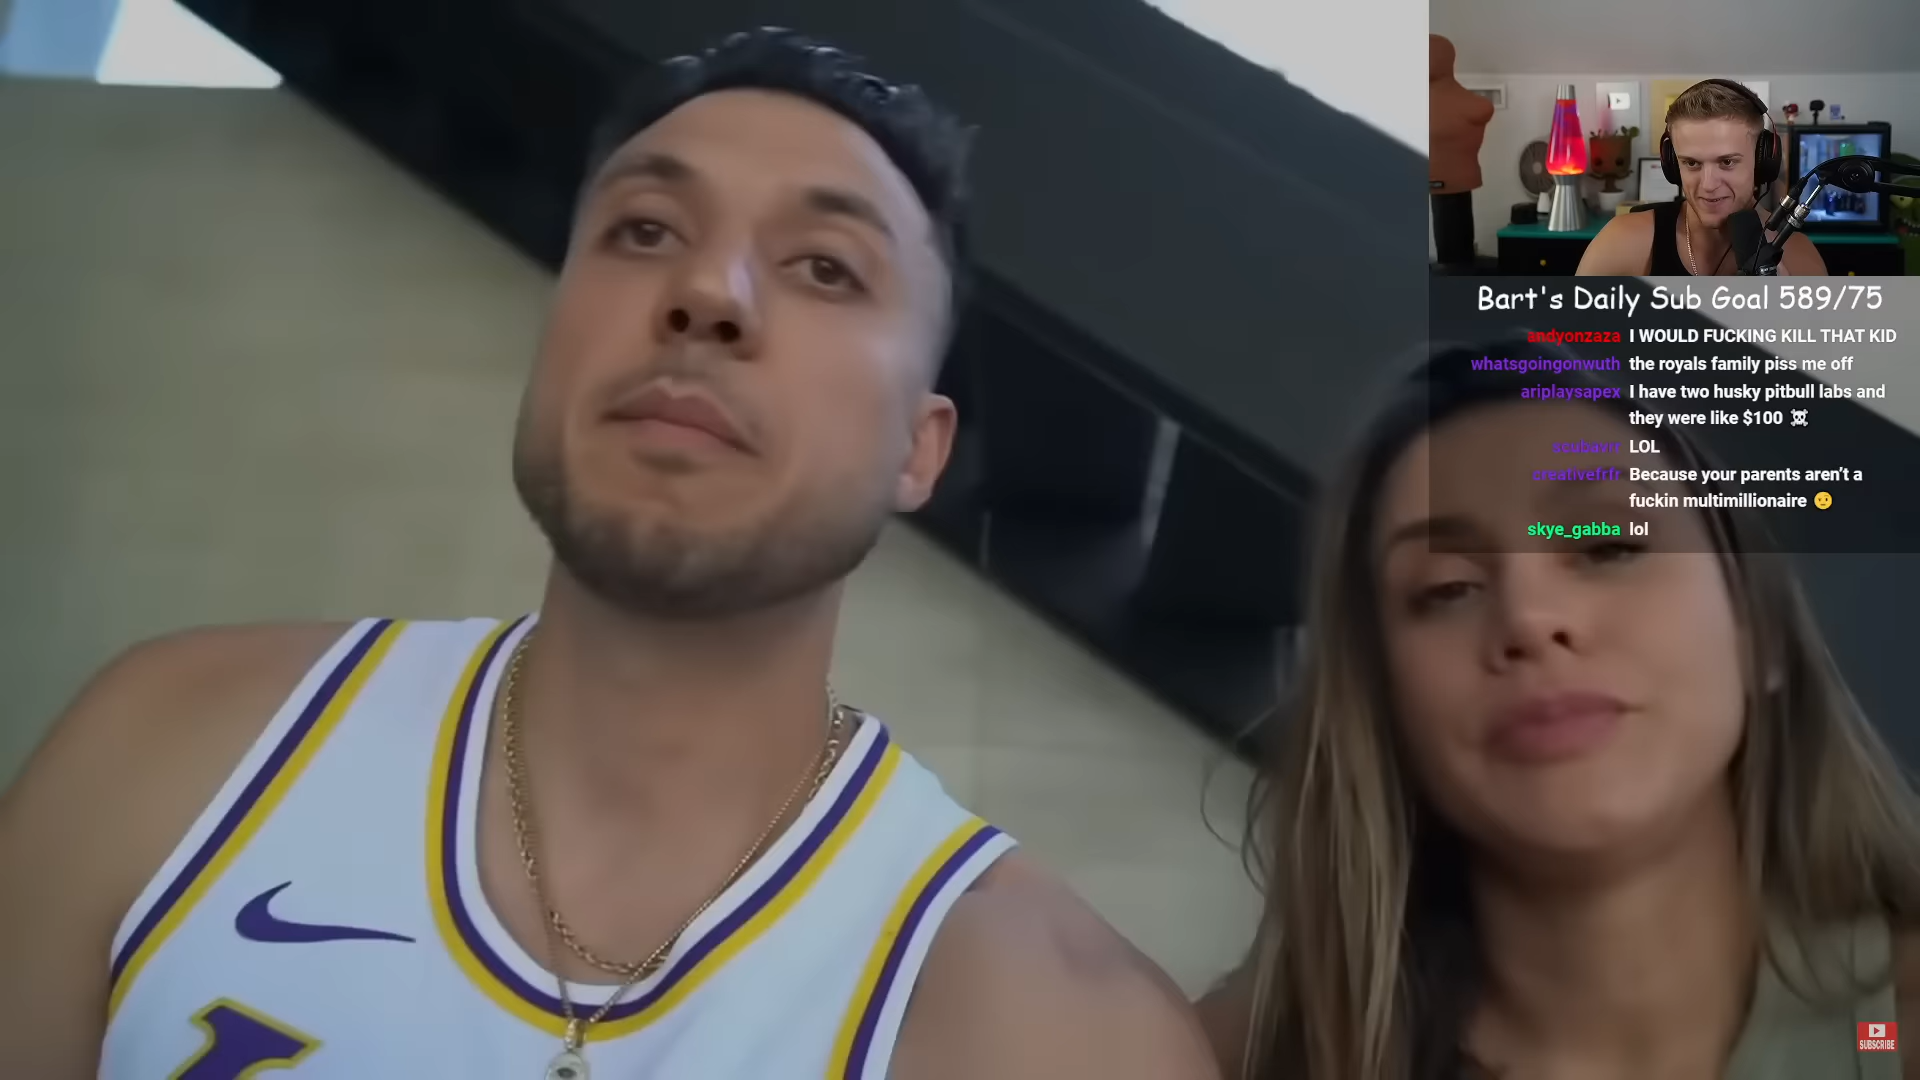 Bart's Daily Sub Goal 589/75
andyonzaza I WOULD FUCKING KILL THAT KID
whatsgoingonwuth the royals family piss me off
ariplaysapex I have two husky pitbull labs and
they were like $100 ☠
LOL
creativefrfr Because your parents aren't a
fuckin multimillionaire 🤨
skye_gabba lol
SUBSCRIBE